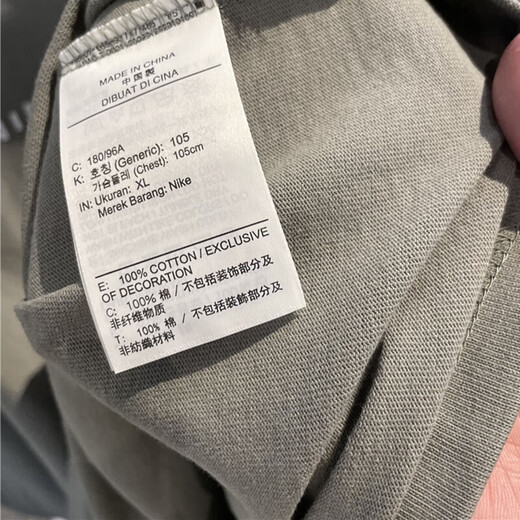 MADE IN CHINA
中国製
DIBUAT DI CINA
C: 180/96A
K: 호칭 (Generic): 105
가슴둘레 (Chest): 105cm
IN: Ukuran: XL
Merek Barang: Nike
E: 100% COTTON / EXCLUSIVE
OF DECORATION
C: 100% 棉 / 不包括装饰部分及
非纤维物质
T: 100% 棉 / 不包括裝飾部分及
非紡織材料